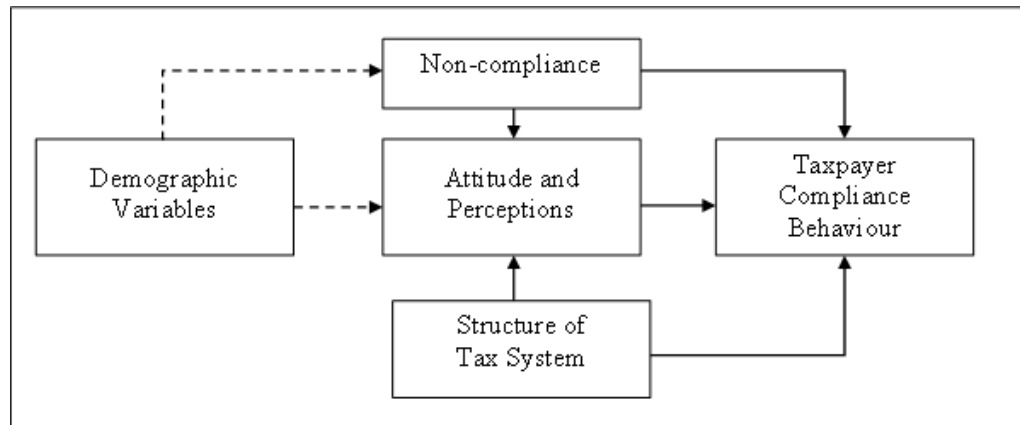 Non-compliance
Demographic
Variables
Attitude and
Perceptions
Taxpayer
Compliance
Behaviour
Structure of
Tax System